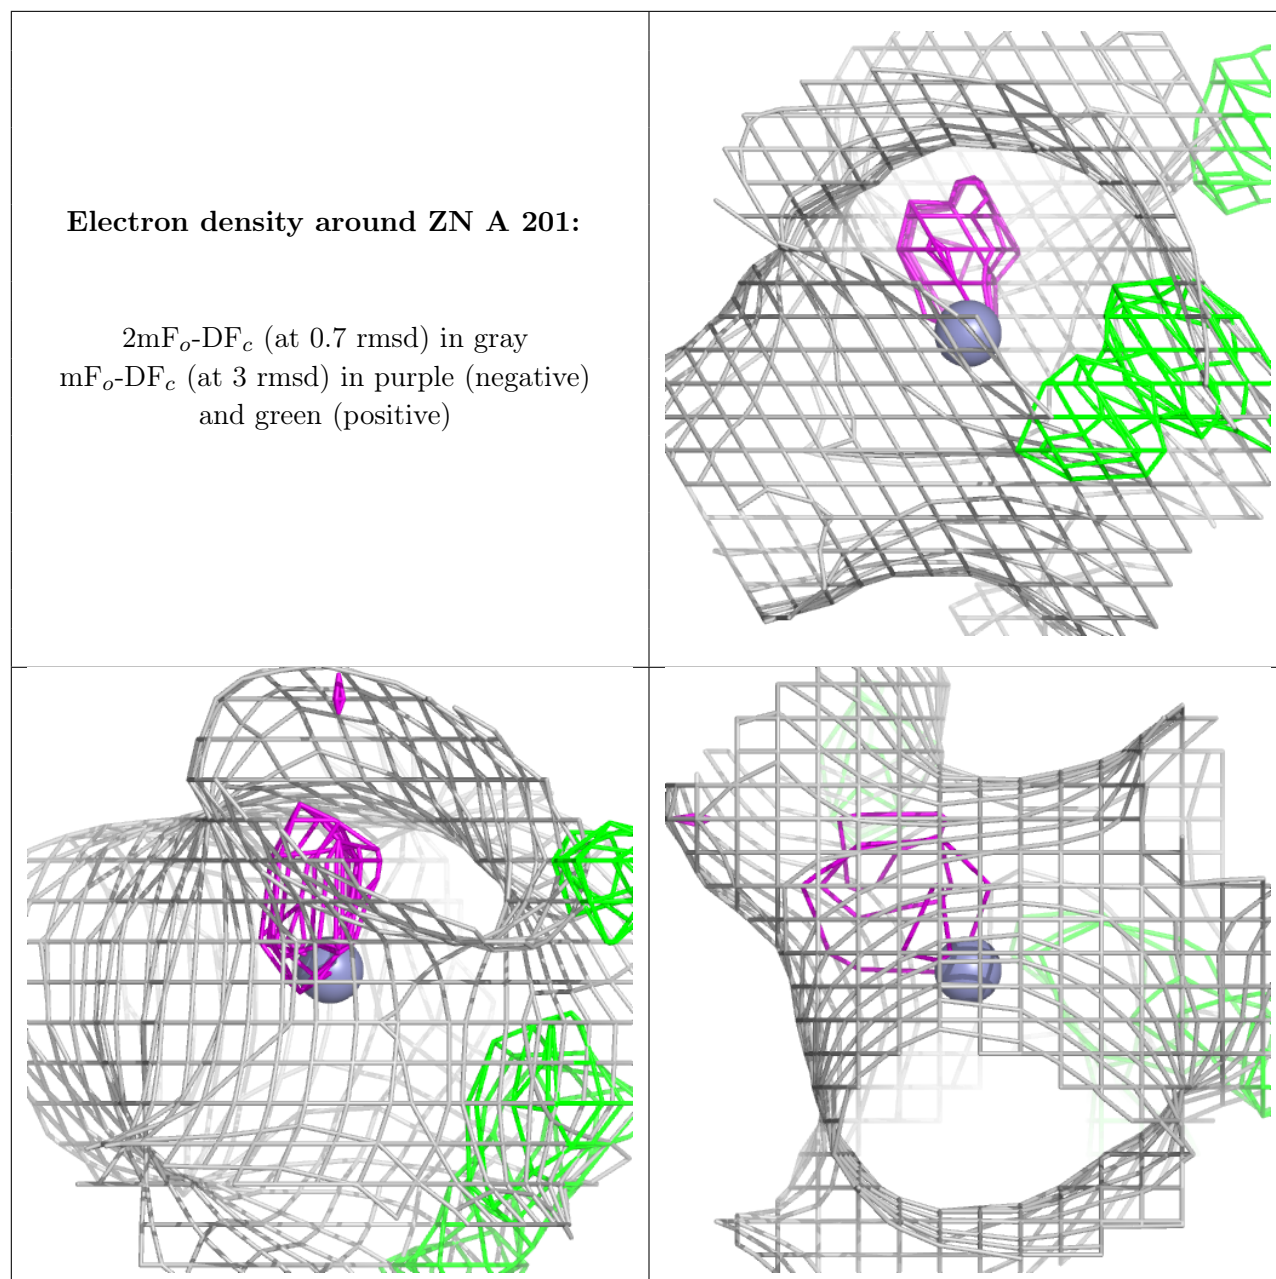 Electron density around ZN A 201:
2mFo-DFc (at 0.7 rmsd) in gray
mFo-DFc (at 3 rmsd) in purple (negative)
and green (positive)